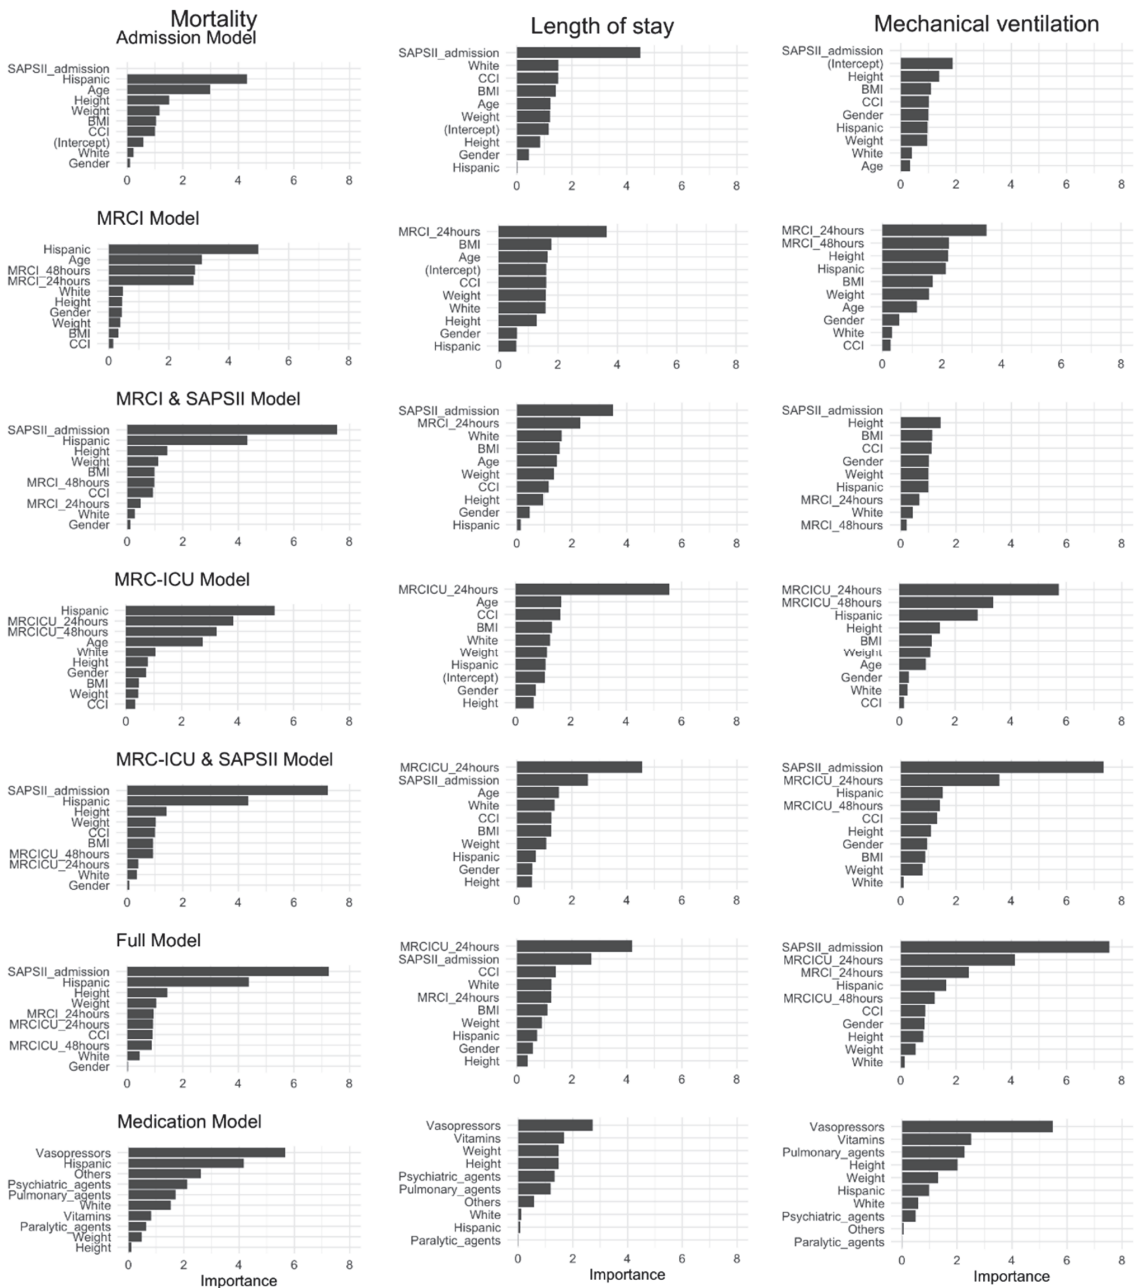 Mortality
Length of stay
Mechanical ventilation
Admission Model
SAPSII_admission
Hispanic
Age
Height
Weight
BMI
CCI
(Intercept)
White
Gender
0 2 4 6 8
SAPSII_admission
White
CCI
BMI
Age
Weight
(Intercept)
Height
Gender
Hispanic
0 2 4 6 8
SAPSII_admission
(Intercept)
Height
BMI
CCI
Gender
Hispanic
Weight
White
Age
0 2 4 6 8
MRCI Model
Hispanic
Age
MRCI_48hours
MRCI_24hours
White
Height
Gender
Weight
BMI
CCI
0 2 4 6 8
MRCI_24hours
BMI
Age
(Intercept)
CCI
Weight
White
Height
Gender
Hispanic
0 2 4 6 8
MRCI_24hours
MRCI_48hours
Height
Hispanic
BMI
Weight
Age
Gender
White
CCI
0 2 4 6 8
MRCI & SAPSII Model
SAPSII_admission
Hispanic
Height
Weight
BMI
MRCI_48hours
CCI
MRCI_24hours
White
Gender
0 2 4 6 8
SAPSII_admission
MRCI_24hours
White
BMI
Age
Weight
CCI
Height
Gender
Hispanic
0 2 4 6 8
SAPSII_admission
Height
BMI
CCI
Gender
Weight
Hispanic
MRCI_24hours
White
MRCI_48hours
0 2 4 6 8
MRC-ICU Model
Hispanic
MRCICU_24hours
MRCICU_48hours
Age
White
Height
Gender
BMI
Weight
CCI
0 2 4 6 8
MRCICU_24hours
Age
CCI
BMI
White
Weight
Hispanic
(Intercept)
Gender
Height
0 2 4 6 8
MRCICU_24hours
MRCICU_48hours
Hispanic
Height
BMI
Weight
Age
Gender
White
CCI
0 2 4 6 8
MRC-ICU & SAPSII Model
SAPSII_admission
Hispanic
Height
Weight
CCI
BMI
MRCICU_48hours
MRCICU_24hours
White
Gender
0 2 4 6 8
MRCICU_24hours
SAPSII_admission
Age
White
CCI
BMI
Weight
Hispanic
Gender
Height
0 2 4 6 8
SAPSII_admission
MRCICU_24hours
Hispanic
MRCICU_48hours
CCI
Height
Gender
BMI
Weight
White
0 2 4 6 8
Full Model
SAPSII_admission
Hispanic
Height
Weight
MRCI_24hours
MRCICU_24hours
CCI
MRCICU_48hours
White
Gender
0 2 4 6 8
MRCICU_24hours
SAPSII_admission
CCI
White
MRCI_24hours
BMI
Weight
Hispanic
Gender
Height
0 2 4 6 8
SAPSII_admission
MRCICU_24hours
MRCI_24hours
Hispanic
MRCICU_48hours
CCI
Gender
Height
Weight
White
0 2 4 6 8
Medication Model
Vasopressors
Hispanic
Others
Psychiatric_agents
Pulmonary_agents
White
Vitamins
Paralytic_agents
Weight
Height
0 2 4 6 8
Importance
Vasopressors
Vitamins
Weight
Height
Psychiatric_agents
Pulmonary_agents
Others
White
Hispanic
Paralytic_agents
0 2 4 6 8
Importance
Vasopressors
Vitamins
Pulmonary_agents
Height
Weight
Hispanic
White
Psychiatric_agents
Others
Paralytic_agents
0 2 4 6 8
Importance